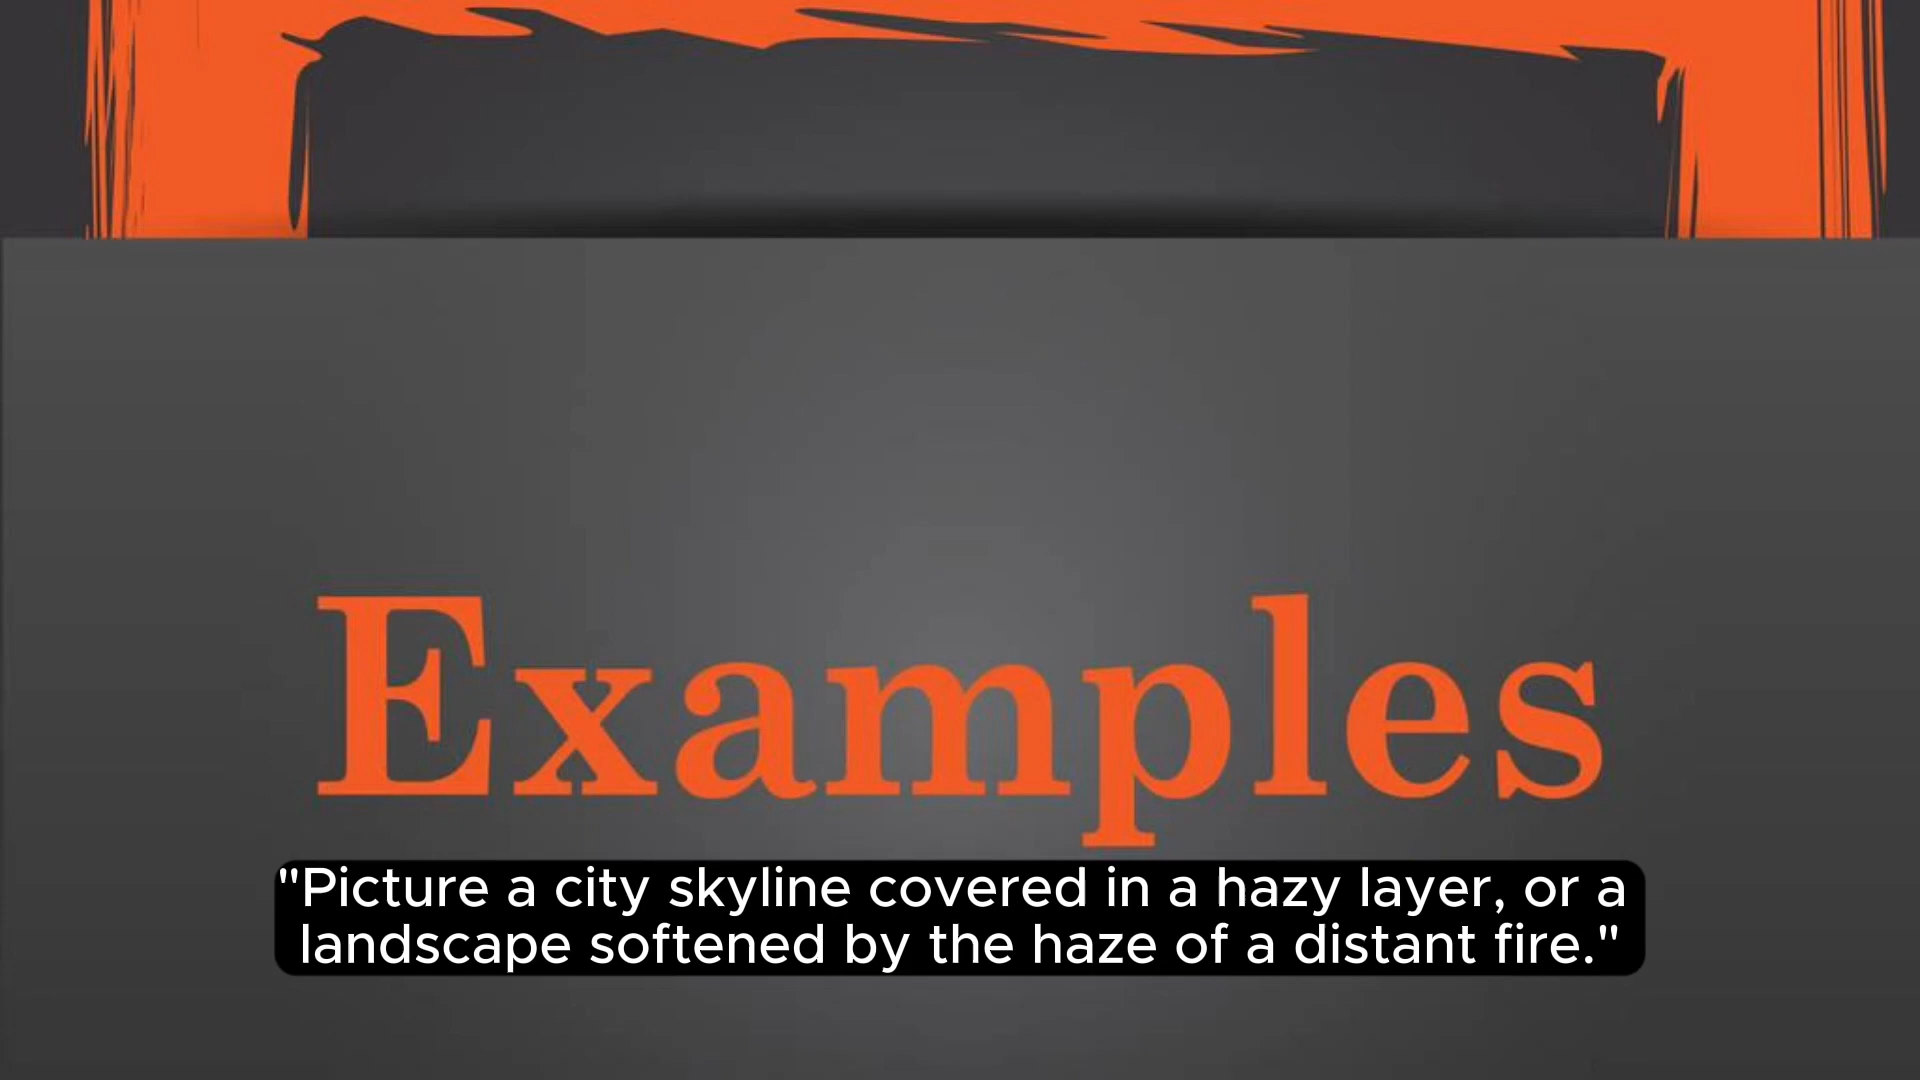 Examples
"Picture a city skyline covered in a hazy layer, or a
landscape softened by the haze of a distant fire."